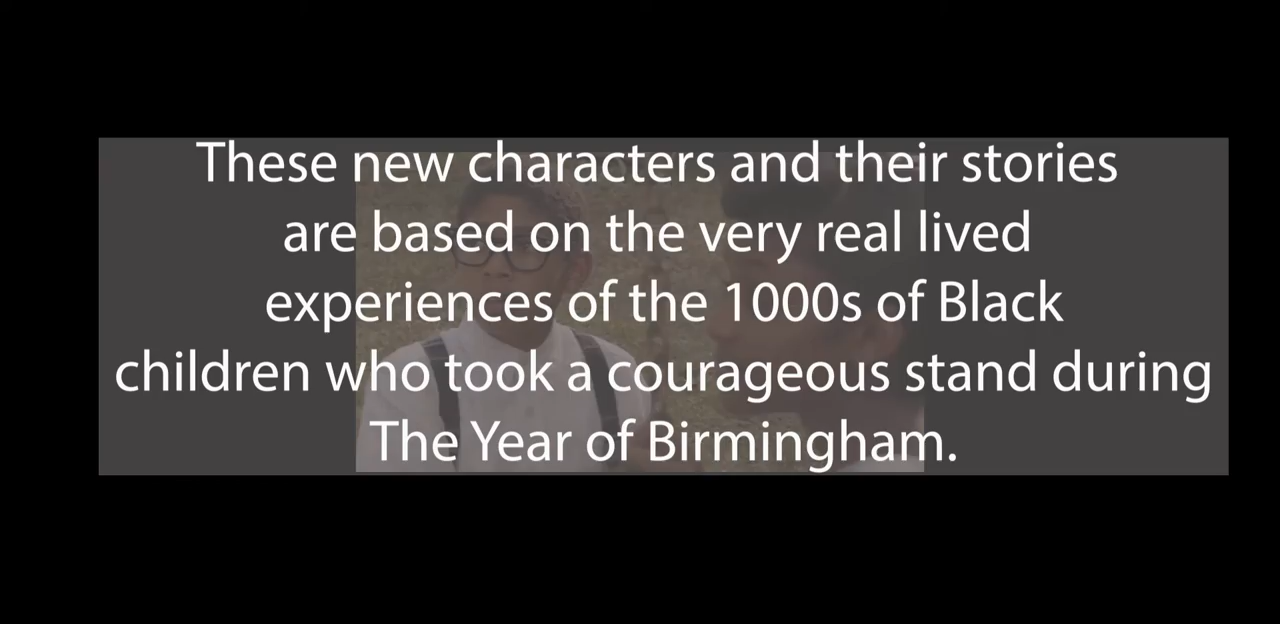 These new characters and their stories
are based on the very real lived
experiences of the 1000s of Black
children who took a courageous stand during
The Year of Birmingham.